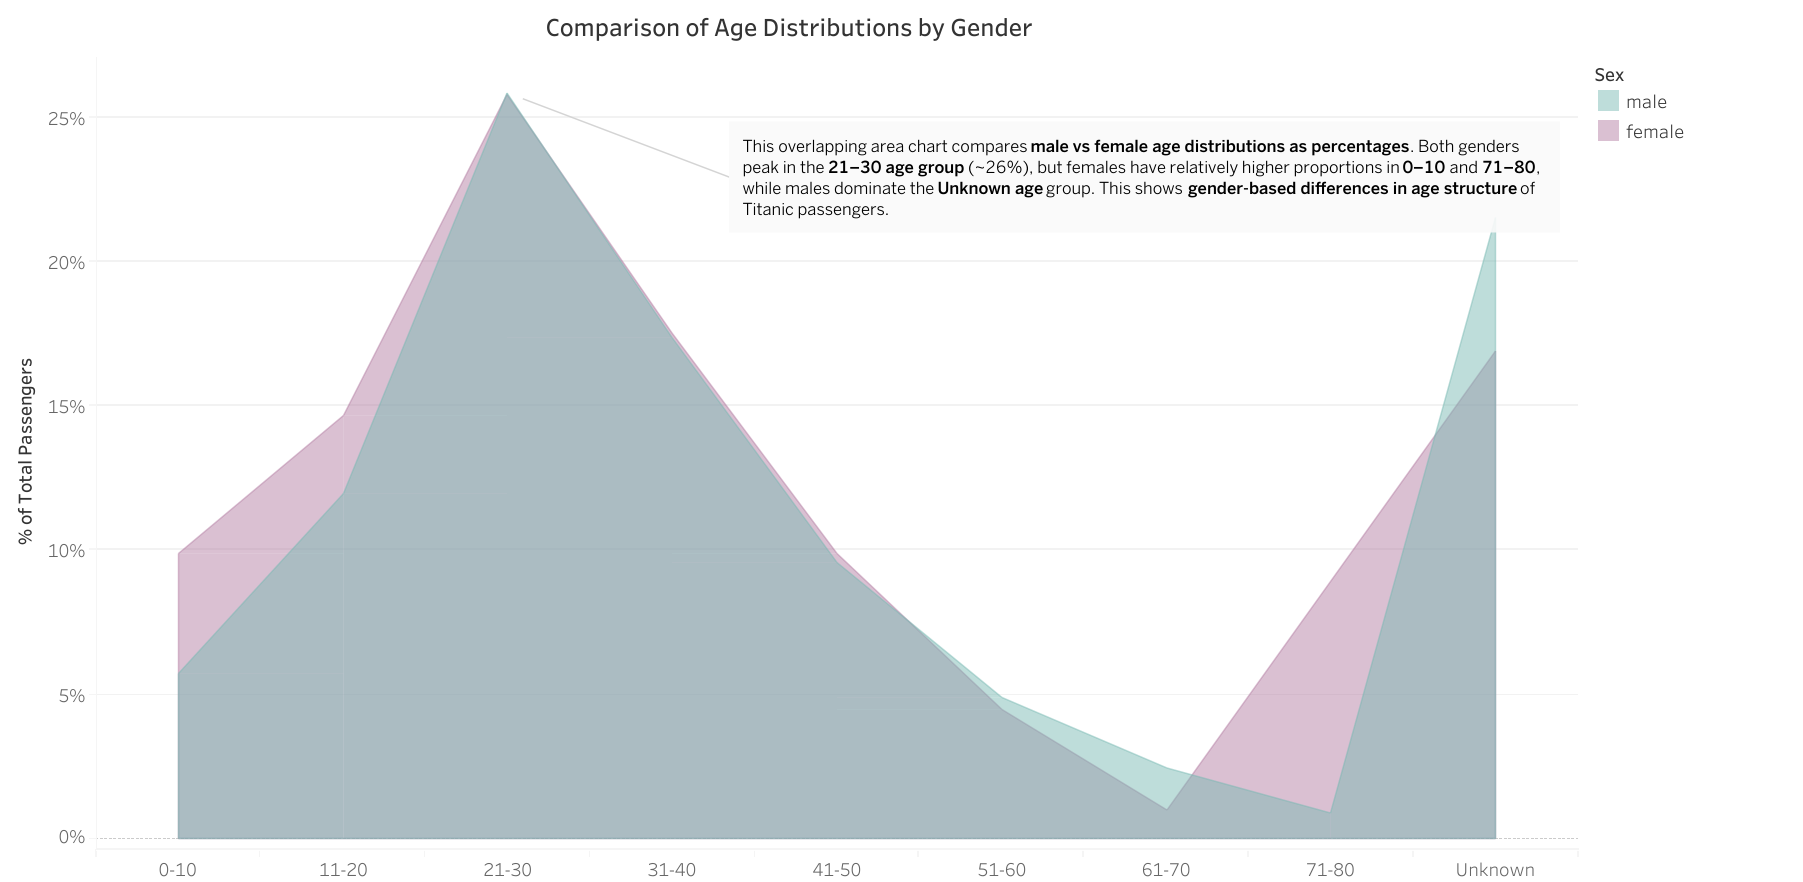 Comparison of Age Distributions by Gender
Sex
male
female
This overlapping area chart compares male vs female age distributions as percentages. Both genders
peak in the 21–30 age group (~26%), but females have relatively higher proportions in 0–10 and 71–80,
while males dominate the Unknown age group. This shows gender-based differences in age structure of
Titanic passengers.
% of Total Passengers
25%
20%
15%
10%
5%
0%
0-10
11-20
21-30
31-40
41-50
51-60
61-70
71-80
Unknown